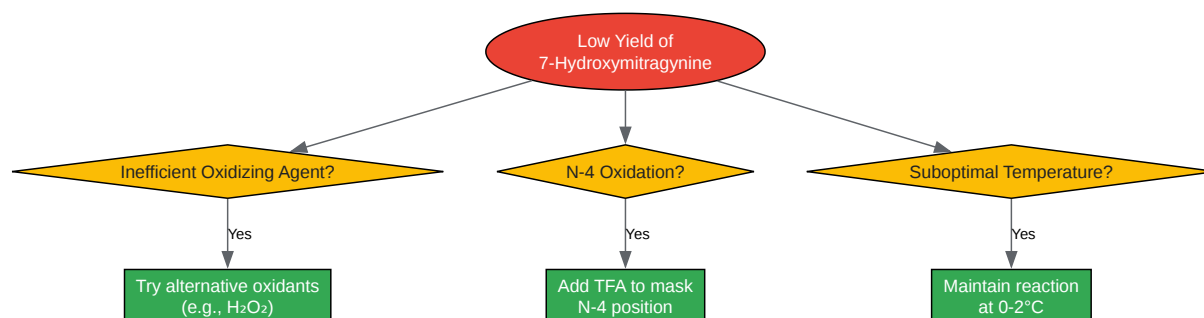 Low Yield of
7-Hydroxymitragynine
Inefficient Oxidizing Agent?
N-4 Oxidation?
Suboptimal Temperature?
Yes
Yes
Yes
Try alternative oxidants
(e.g., H₂O₂)
Add TFA to mask
N-4 position
Maintain reaction
at 0-2°C